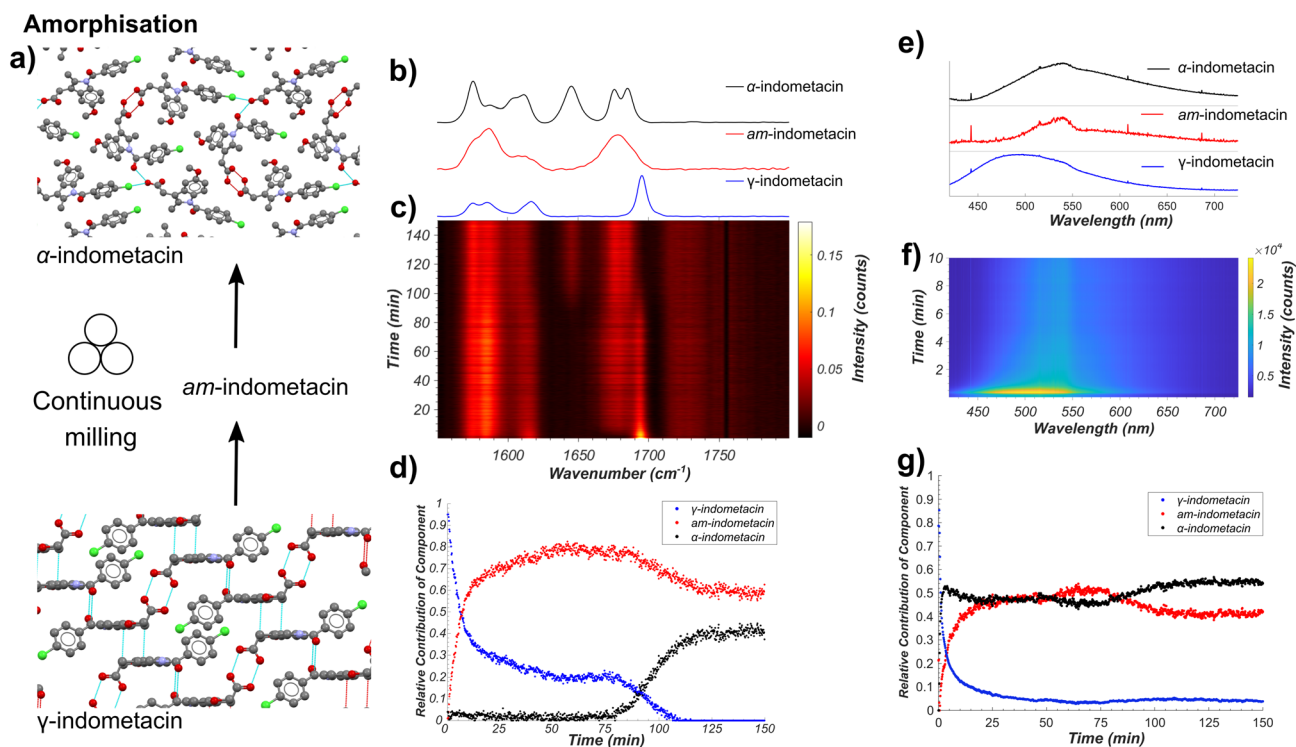 Amorphisation
a)
α-indometacin
Continuous
milling
am-indometacin
γ-indometacin
b)
α-indometacin
am-indometacin
γ-indometacin
c)
140
120
100
80
60
40
20
Time (min)
1600
1650
1700
1750
Wavenumber (cm-1)
0.15
0.1
0.05
0
Intensity (counts)
d)
1
0.9
0.8
0.7
0.6
0.5
0.4
0.3
0.2
0.1
0
Relative Contribution of Component
γ-indometacin
am-indometacin
α-indometacin
0
25
50
75
100
125
150
Time (min)
e)
α-indometacin
am-indometacin
γ-indometacin
450
500
550
600
650
700
Wavelength (nm)
f)
10
8
6
4
2
Time (min)
450
500
550
600
650
700
Wavelength (nm)
×10⁴
2
1.5
1
0.5
Intensity (counts)
g)
1
0.9
0.8
0.7
0.6
0.5
0.4
0.3
0.2
0.1
0
Relative Contribution of Component
γ-indometacin
am-indometacin
α-indometacin
0
25
50
75
100
125
150
Time (min)